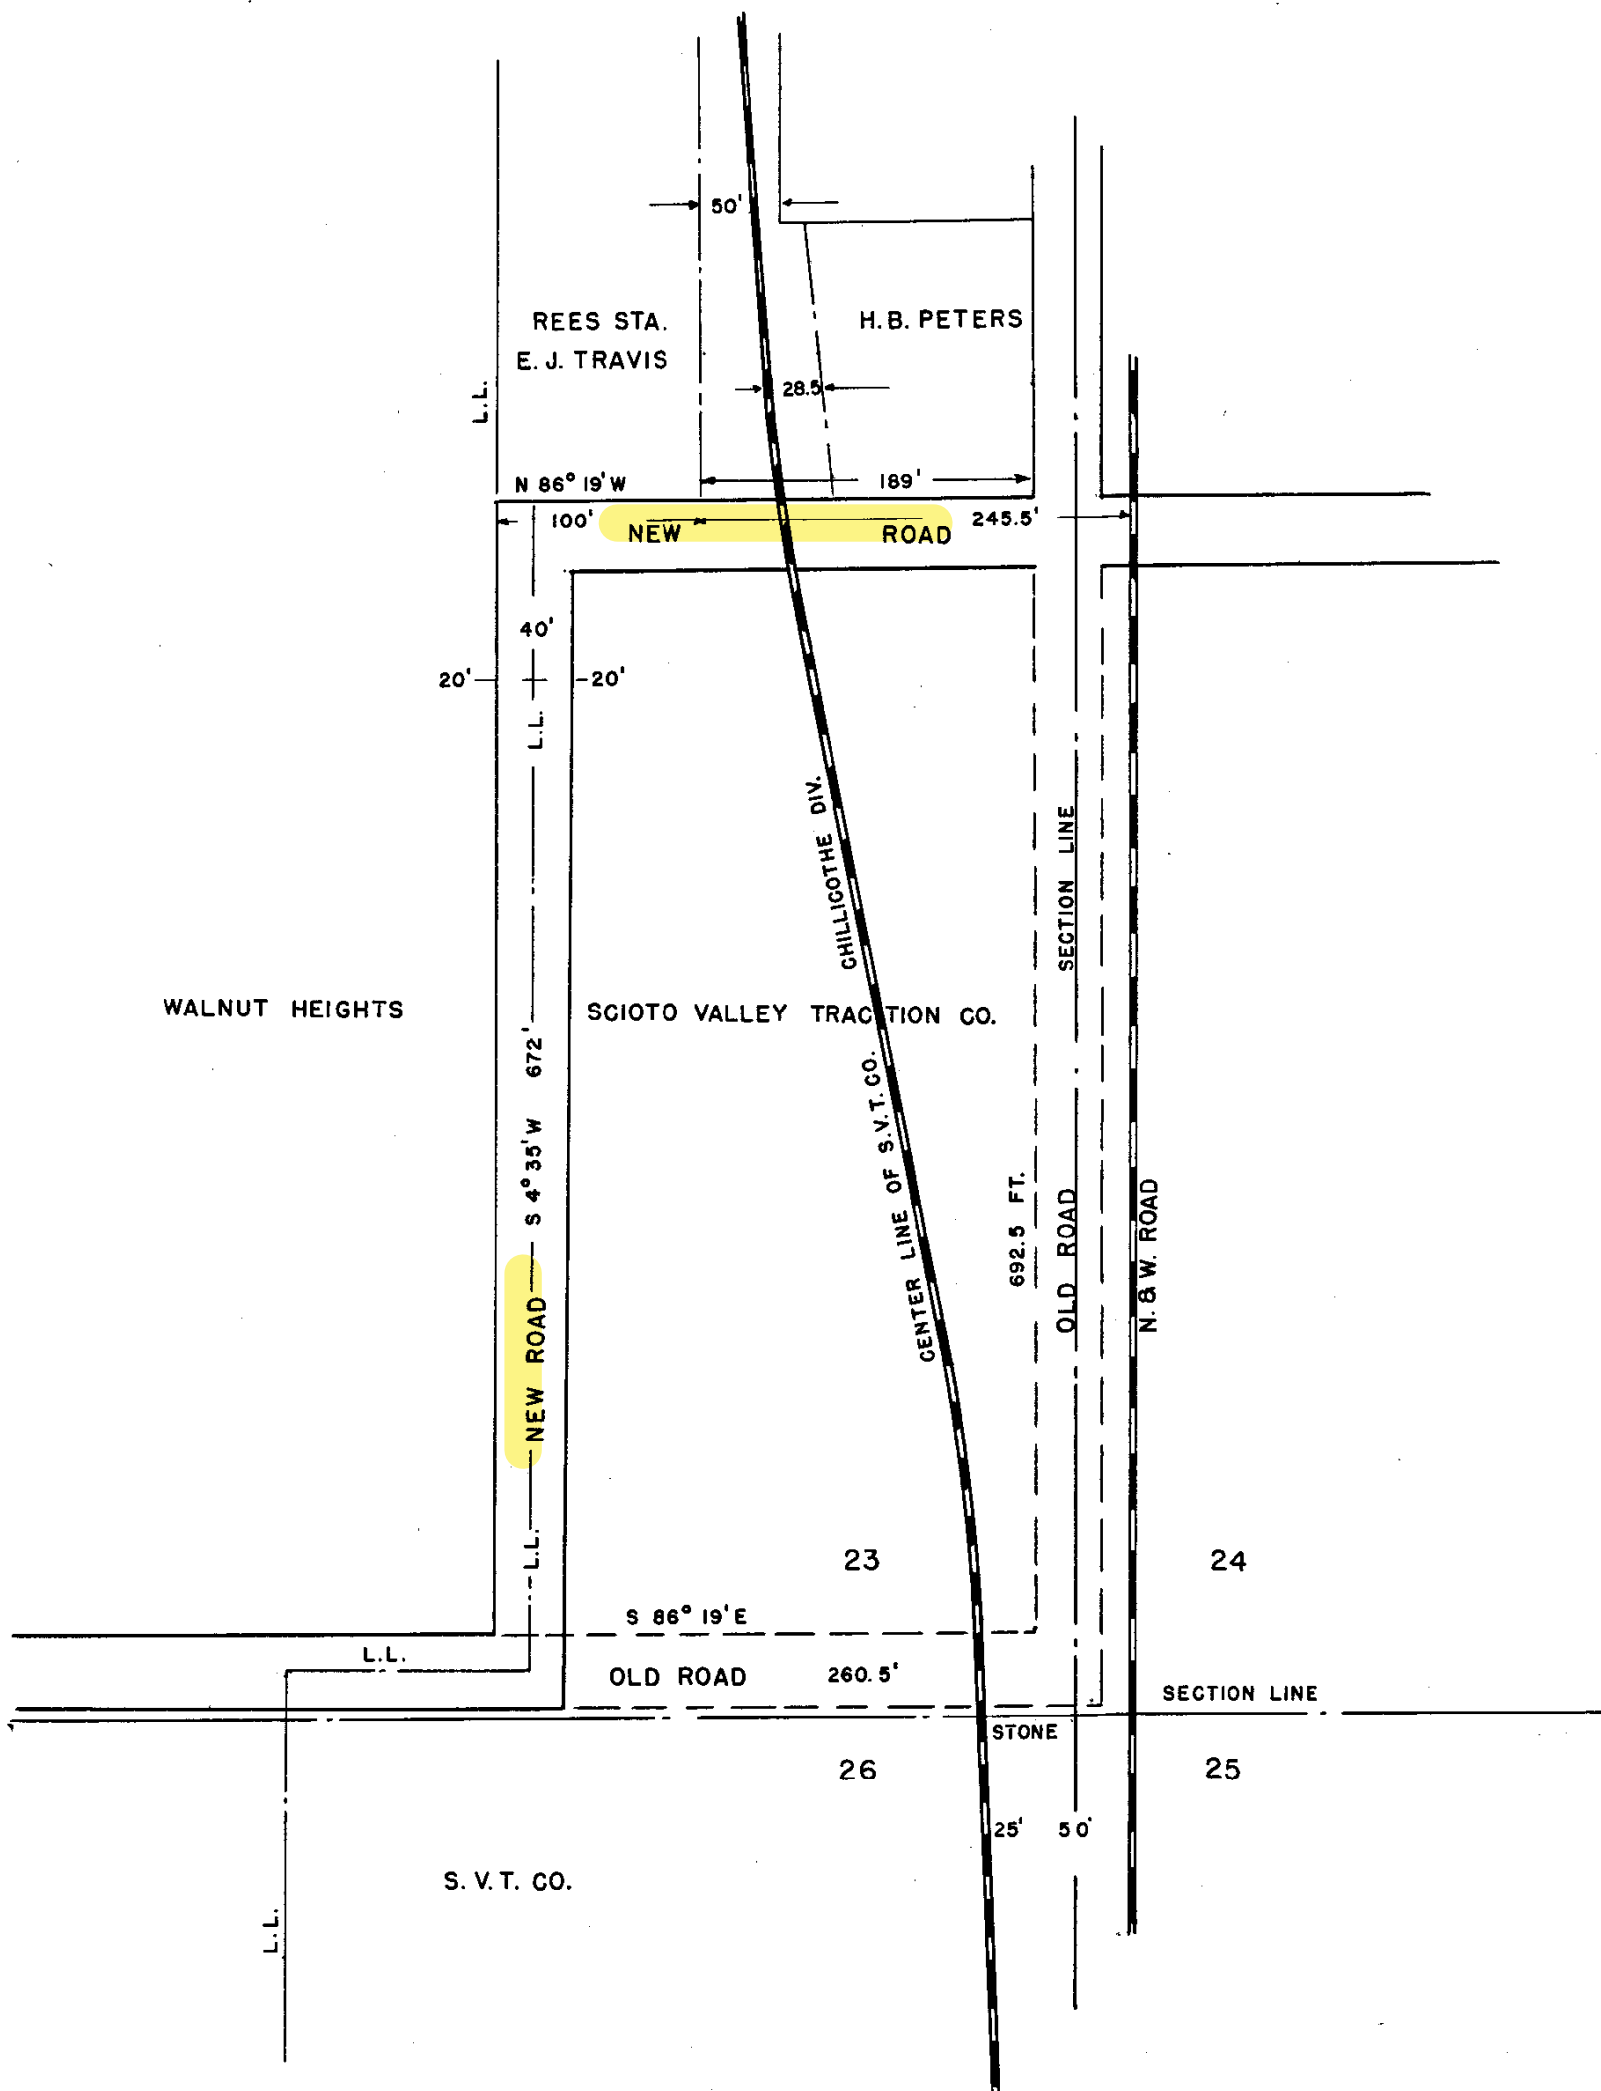 50'
REES STA.
E. J. TRAVIS
H. B. PETERS
L.L.
28.5
N 86° 19' W
189'
100'
NEW ROAD
245.5'
40'
20'
20'
L.L.
CHILLICOTHE DIV.
SECTION LINE
WALNUT HEIGHTS
SCIOTO VALLEY TRACTION CO.
S 4° 35' W 672'
CENTER LINE OF S.V.T. CO.
692.5 FT.
OLD ROAD
N. & W. ROAD
NEW ROAD
L.L.
23
24
S 86° 19' E
L.L.
OLD ROAD 260.5'
SECTION LINE
STONE
26
25
25' 50'
S. V. T. CO.
L.L.